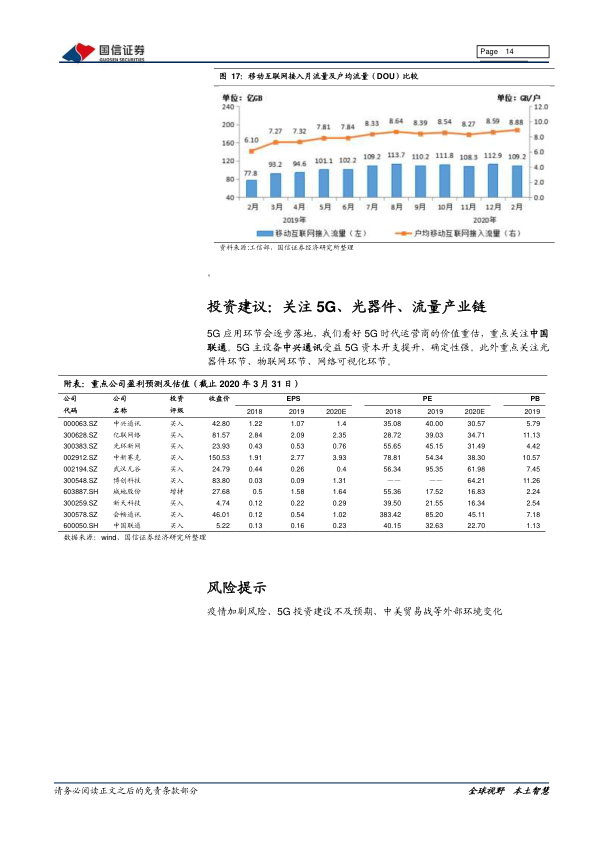 国信证券
GUOSEN SECURITIES
Page 14
图 17：移动互联网接入月流量及户均流量（DOU）比较
单位：亿GB 单位：GB/户
240 200 160 120 80 40
12.0 10.0 8.0 6.0 4.0 2.0 0.0
6.10 7.27 7.32 7.81 7.84 8.33 8.64 8.39 8.54 8.27 8.59 8.88
77.8 93.2 94.6 101.1 102.2 109.2 113.7 110.2 111.8 108.3 112.9 109.2
2月 3月 4月 5月 6月 7月 8月 9月 10月 11月 12月 2月
2019年 2020年
移动互联网接入流量（左） 户均移动互联网接入流量（右）
资料来源:工信部，国信证券经济研究所整理
投资建议：关注 5G、光器件、流量产业链
5G 应用环节会逐步落地，我们看好 5G 时代运营商的价值重估，重点关注中国
联通。5G 主设备中兴通讯受益 5G 资本开支提升，确定性强。此外重点关注光
器件环节、物联网环节、网络可视化环节。
附表：重点公司盈利预测及估值（截止 2020 年 3 月 31 日）
公司 公司 投资 收盘价 EPS PE PB
代码 名称 评级 2018 2019 2020E 2018 2019 2020E 2019
000063.SZ 中兴通讯 买入 42.80 1.22 1.07 1.4 35.08 40.00 30.57 5.79
300628.SZ 亿联网络 买入 81.57 2.84 2.09 2.35 28.72 39.03 34.71 11.13
300383.SZ 光环新网 买入 23.93 0.43 0.53 0.76 55.65 45.15 31.49 4.42
002912.SZ 中新赛克 买入 150.53 1.91 2.77 3.93 78.81 54.34 38.30 10.57
002194.SZ 武汉凡谷 买入 24.79 0.44 0.26 0.4 56.34 95.35 61.98 7.45
300548.SZ 博创科技 买入 83.80 0.03 0.09 1.31 —— —— 64.21 11.26
603887.SH 城地股份 增持 27.68 0.5 1.58 1.64 55.36 17.52 16.83 2.24
300259.SZ 新天科技 买入 4.74 0.12 0.22 0.29 39.50 21.55 16.34 2.54
300578.SZ 会畅通讯 买入 46.01 0.12 0.54 1.02 383.42 85.20 45.11 7.18
600050.SH 中国联通 买入 5.22 0.13 0.16 0.23 40.15 32.63 22.70 1.13
数据来源：wind、国信证券经济研究所整理
风险提示
疫情加剧风险、5G 投资建设不及预期、中美贸易战等外部环境变化
请务必阅读正文之后的免责条款部分 全球视野 本土智慧